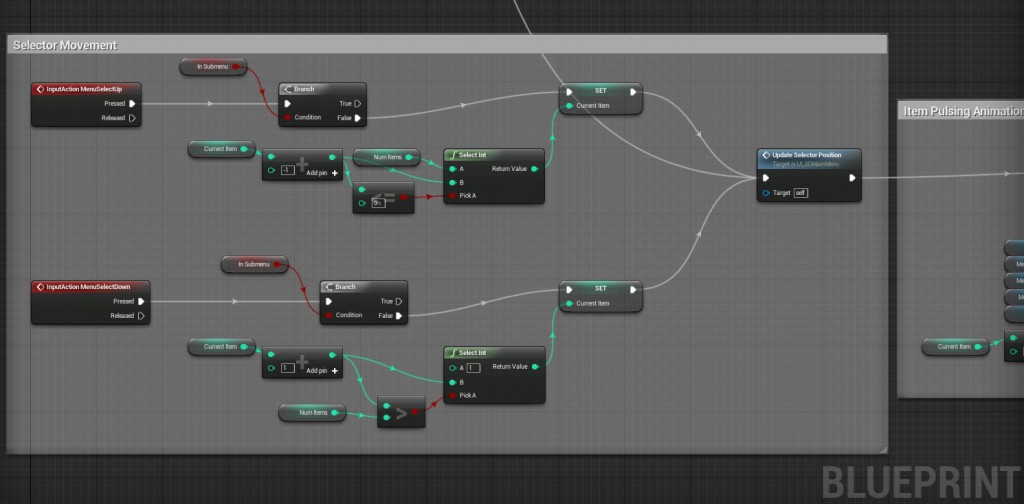 Selector Movement
In Submenu
InputAction MenuSelectUp
Pressed
Released
Branch
True
Condition
False
SET
Current Item
Current Item
-1
+
Add pin +
Num Items
Select Int
A
Return Value
B
Pick A
<=
0
Update Selector Position
Target
self
Item Pulsing Animation
In Submenu
InputAction MenuSelectDown
Pressed
Released
Branch
True
Condition
False
SET
Current Item
Current Item
1
+
Add pin +
Select Int
A 1
Return Value
B
Pick A
Num Items
>
Current Item
BLUEPRINT